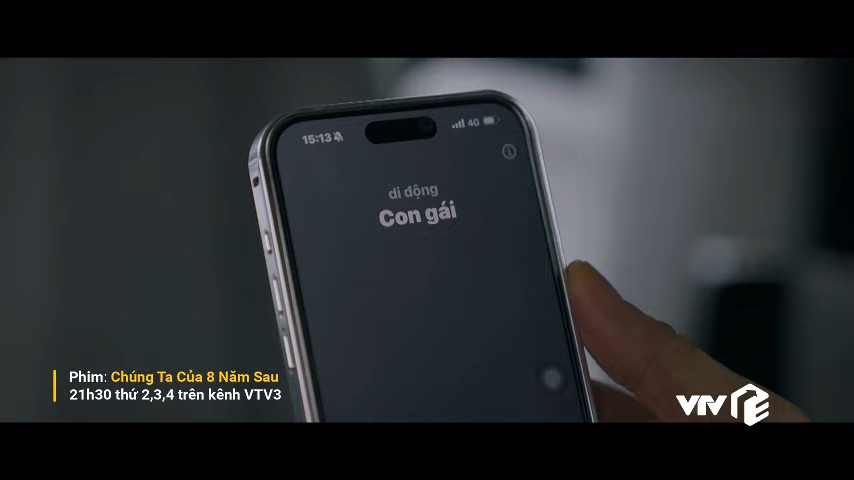 15:13
4G
di động
Con gái
Phim: Chúng Ta Của 8 Năm Sau
21h30 thứ 2,3,4 trên kênh VTV3
VTV